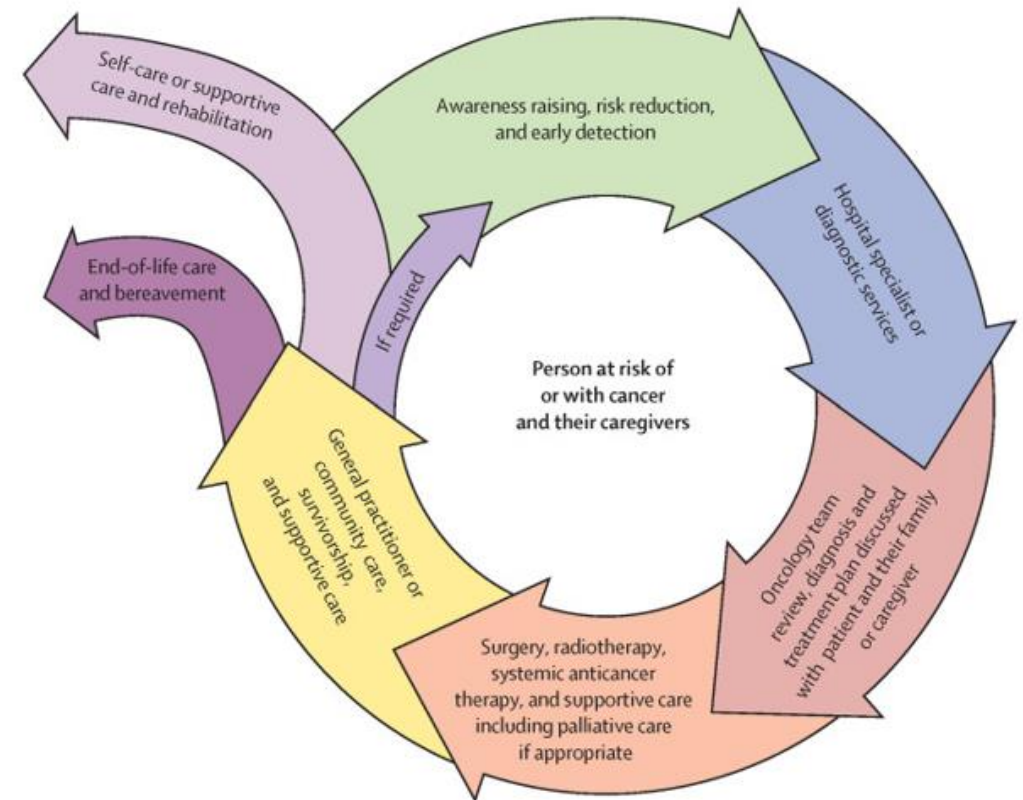 Self-care or supportive
care and rehabilitation
Awareness raising, risk reduction,
and early detection
Hospital specialist or
diagnostic services
End-of-life care
and bereavement
If required
Person at risk of
or with cancer
and their caregivers
General practitioner or
community care,
survivorship,
and supportive care
Oncology team
review, diagnosis and
treatment plan discussed
with patient and their family
or caregiver
Surgery, radiotherapy,
systemic anticancer
therapy, and supportive care
including palliative care
if appropriate